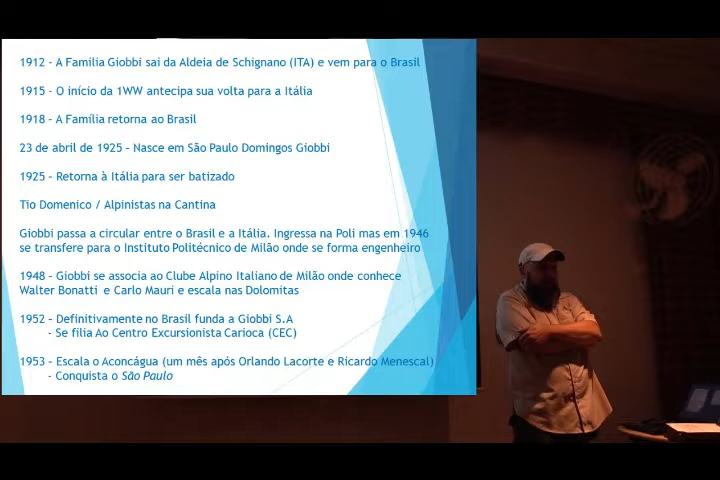 1912 - A Familia Giobbi sai da Aldeia de Schignano (ITA) e vem para o Brasil
1915 - O início da 1WW antecipa sua volta para a Itália
1918 - A Família retorna ao Brasil
23 de abril de 1925 – Nasce em São Paulo Domingos Giobbi
1925 – Retorna à Itália para ser batizado
Tio Domenico / Alpinistas na Cantina
Giobbi passa a circular entre o Brasil e a Itália. Ingressa na Poli mas em 1946
se transfere para o Instituto Politécnico de Milão onde se forma engenheiro
1948 – Giobbi se associa ao Clube Alpino Italiano de Milão onde conhece
Walter Bonatti e Carlo Mauri e escala nas Dolomitas
1952 – Definitivamente no Brasil funda a Giobbi S.A
- Se filia Ao Centro Excursionista Carioca (CEC)
1953 – Escala o Aconcágua (um mês após Orlando Lacorte e Ricardo Menescal)
- Conquista o São Paulo